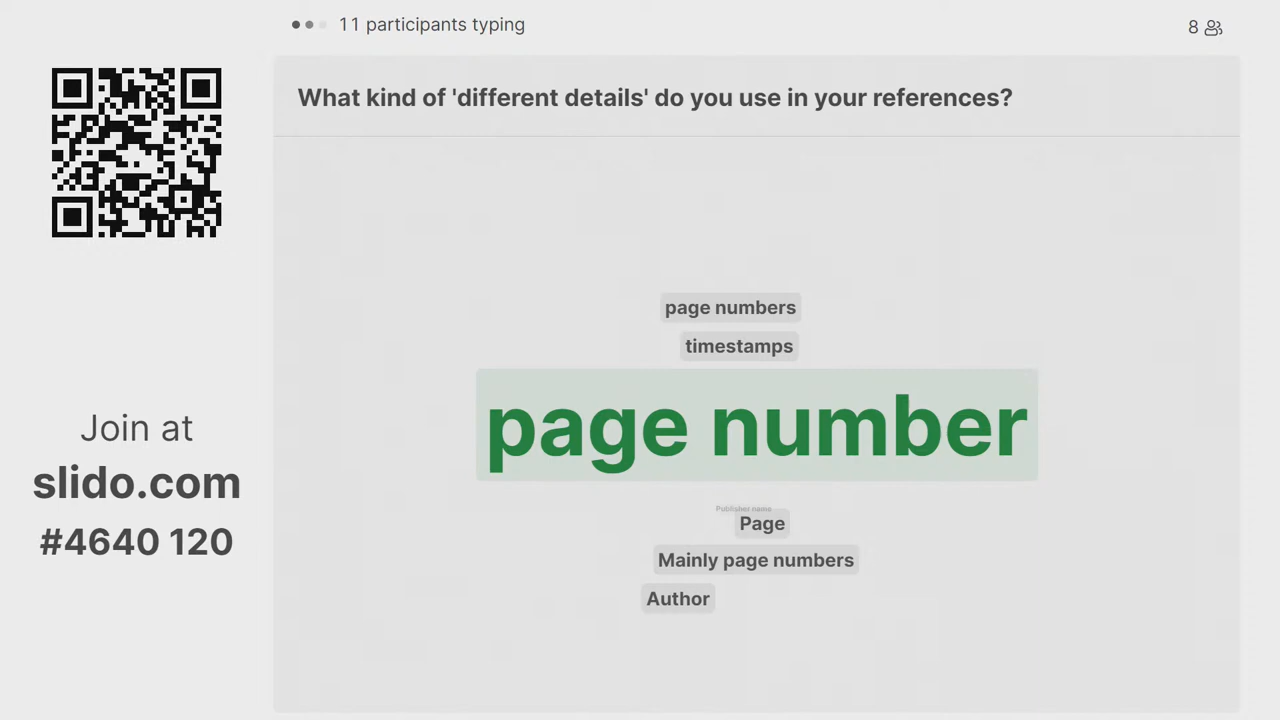 11 participants typing
8
What kind of 'different details' do you use in your references?
page numbers
timestamps
page number
Publisher name
Page
Mainly page numbers
Author
Join at
slido.com
#4640 120